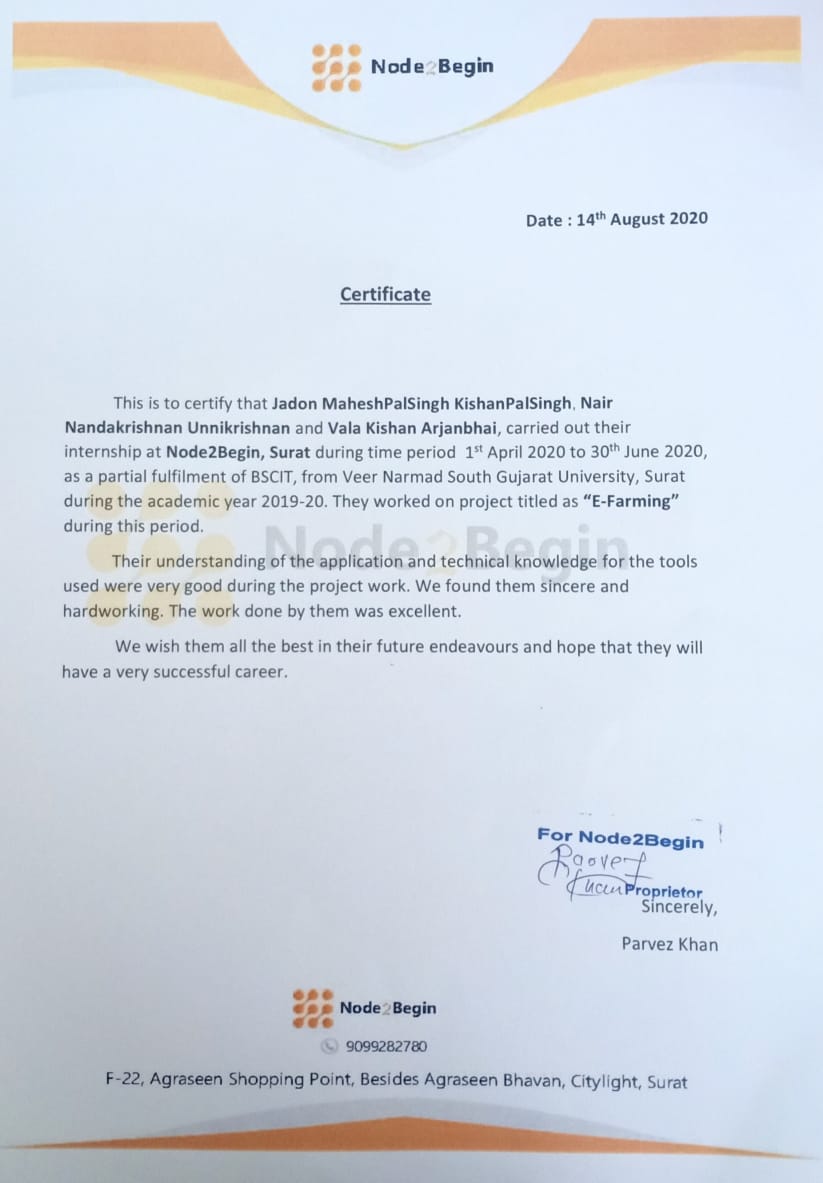 Node2Begin
Date : 14th August 2020
Certificate
This is to certify that Jadon MaheshPalSingh KishanPalSingh, Nair
Nandakrishnan Unnikrishnan and Vala Kishan Arjanbhai, carried out their
internship at Node2Begin, Surat during time period 1st April 2020 to 30th June 2020,
as a partial fulfilment of BSCIT, from Veer Narmad South Gujarat University, Surat
during the academic year 2019-20. They worked on project titled as “E-Farming”
during this period.
Node2Begin
Their understanding of the application and technical knowledge for the tools
used were very good during the project work. We found them sincere and
hardworking. The work done by them was excellent.
We wish them all the best in their future endeavours and hope that they will
have a very successful career.
For Node2Begin
Parvez
Khan Proprietor
Sincerely,
Parvez Khan
Node2Begin
9099282780
F-22, Agraseen Shopping Point, Besides Agraseen Bhavan, Citylight, Surat